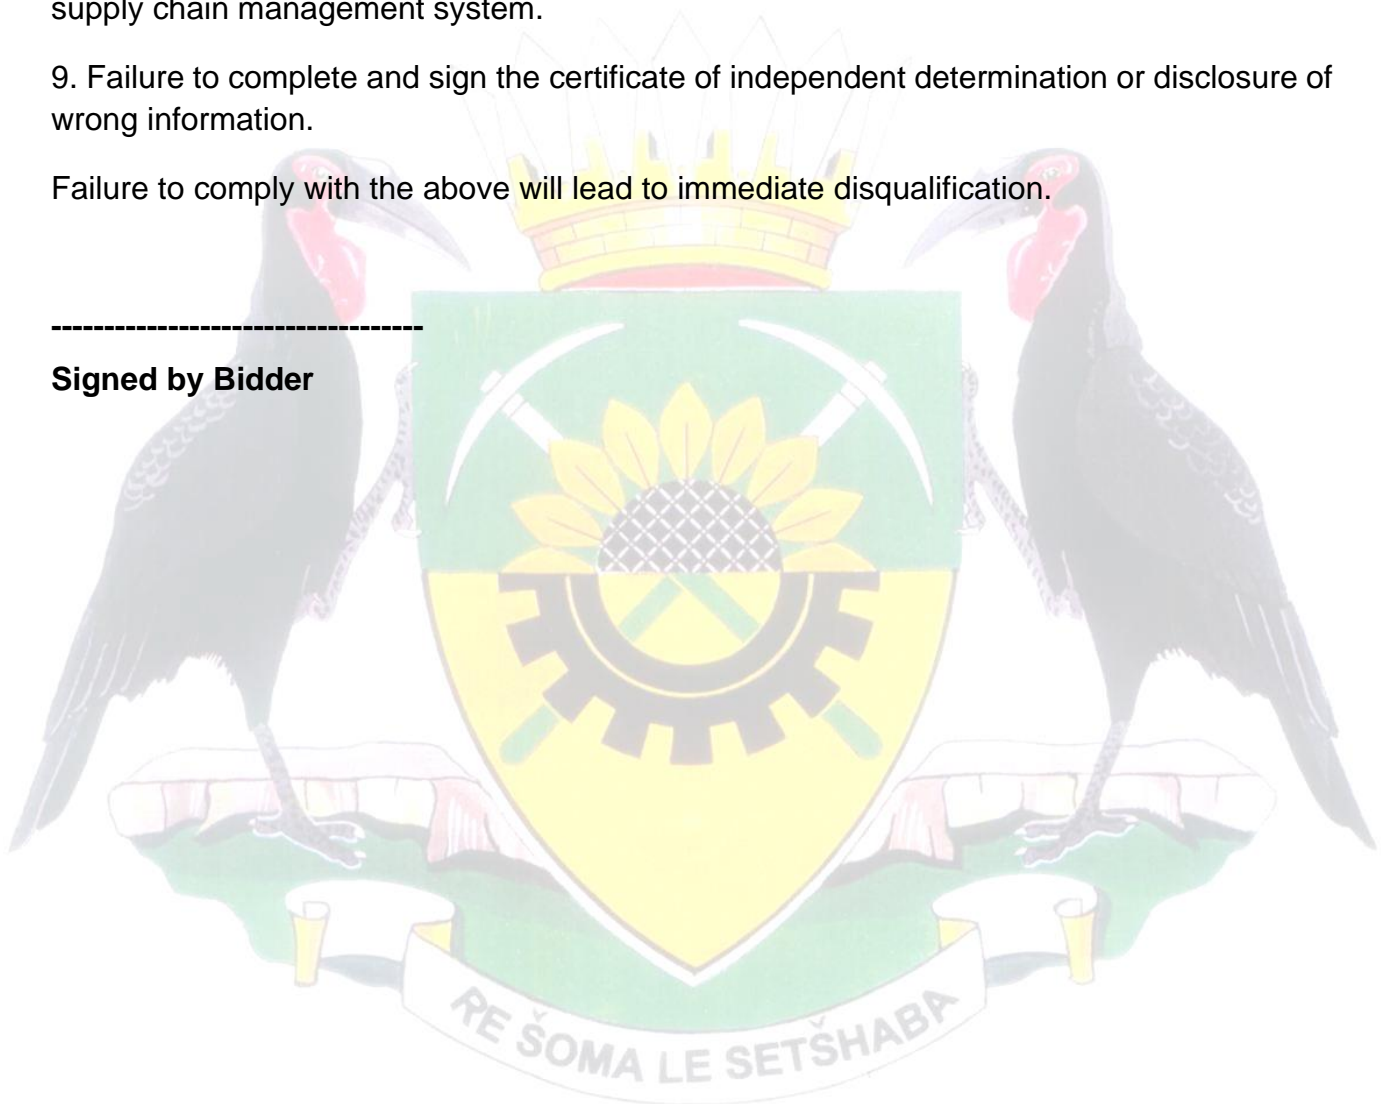 supply chain management system.
9. Failure to complete and sign the certificate of independent determination or disclosure of
wrong information.
Failure to comply with the above will lead to immediate disqualification.
-----------------------------------
Signed by Bidder
RE ŠOMA LE SETŠHABA